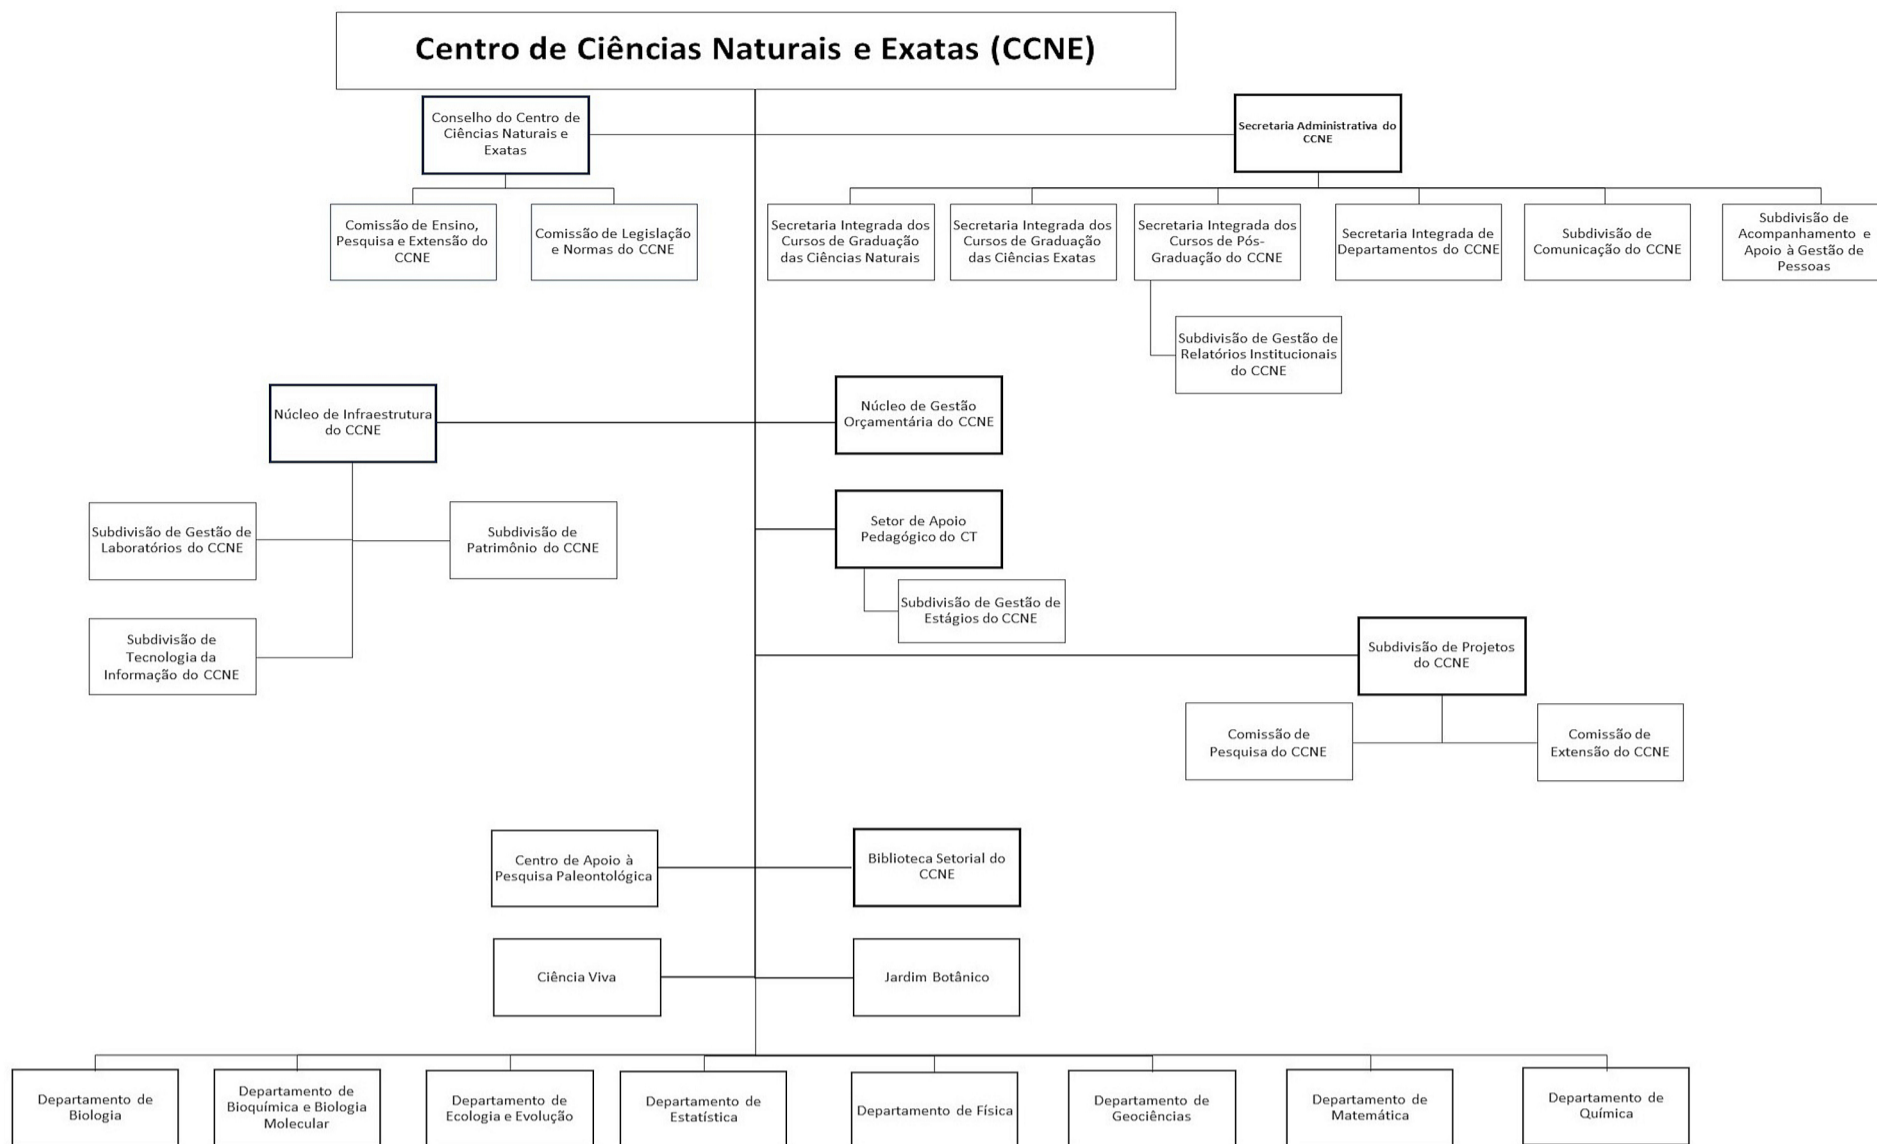 Centro de Ciências Naturais e Exatas (CCNE)
Conselho do Centro de
Ciências Naturais e
Exatas
Secretaria Administrativa do
CCNE
Comissão de Ensino,
Pesquisa e Extensão do
CCNE
Comissão de Legislação
e Normas do CCNE
Secretaria Integrada dos
Cursos de Graduação
das Ciências Naturais
Secretaria Integrada dos
Cursos de Graduação
das Ciências Exatas
Secretaria Integrada dos
Cursos de Pós-
Graduação do CCNE
Secretaria Integrada de
Departamentos do CCNE
Subdivisão de
Comunicação do CCNE
Subdivisão de
Acompanhamento e
Apoio à Gestão de
Pessoas
Subdivisão de Gestão de
Relatórios Institucionais
do CCNE
Núcleo de Infraestrutura
do CCNE
Núcleo de Gestão
Orçamentária do CCNE
Subdivisão de Gestão de
Laboratórios do CCNE
Subdivisão de
Patrimônio do CCNE
Setor de Apoio
Pedagógico do CT
Subdivisão de Gestão de
Estágios do CCNE
Subdivisão de
Tecnologia da
Informação do CCNE
Subdivisão de Projetos
do CCNE
Comissão de
Pesquisa do CCNE
Comissão de
Extensão do CCNE
Centro de Apoio à
Pesquisa Paleontológica
Biblioteca Setorial do
CCNE
Ciência Viva
Jardim Botânico
Departamento de
Biologia
Departamento de
Bioquímica e Biologia
Molecular
Departamento de
Ecologia e Evolução
Departamento de
Estatística
Departamento de Física
Departamento de
Geociências
Departamento de
Matemática
Departamento de
Química